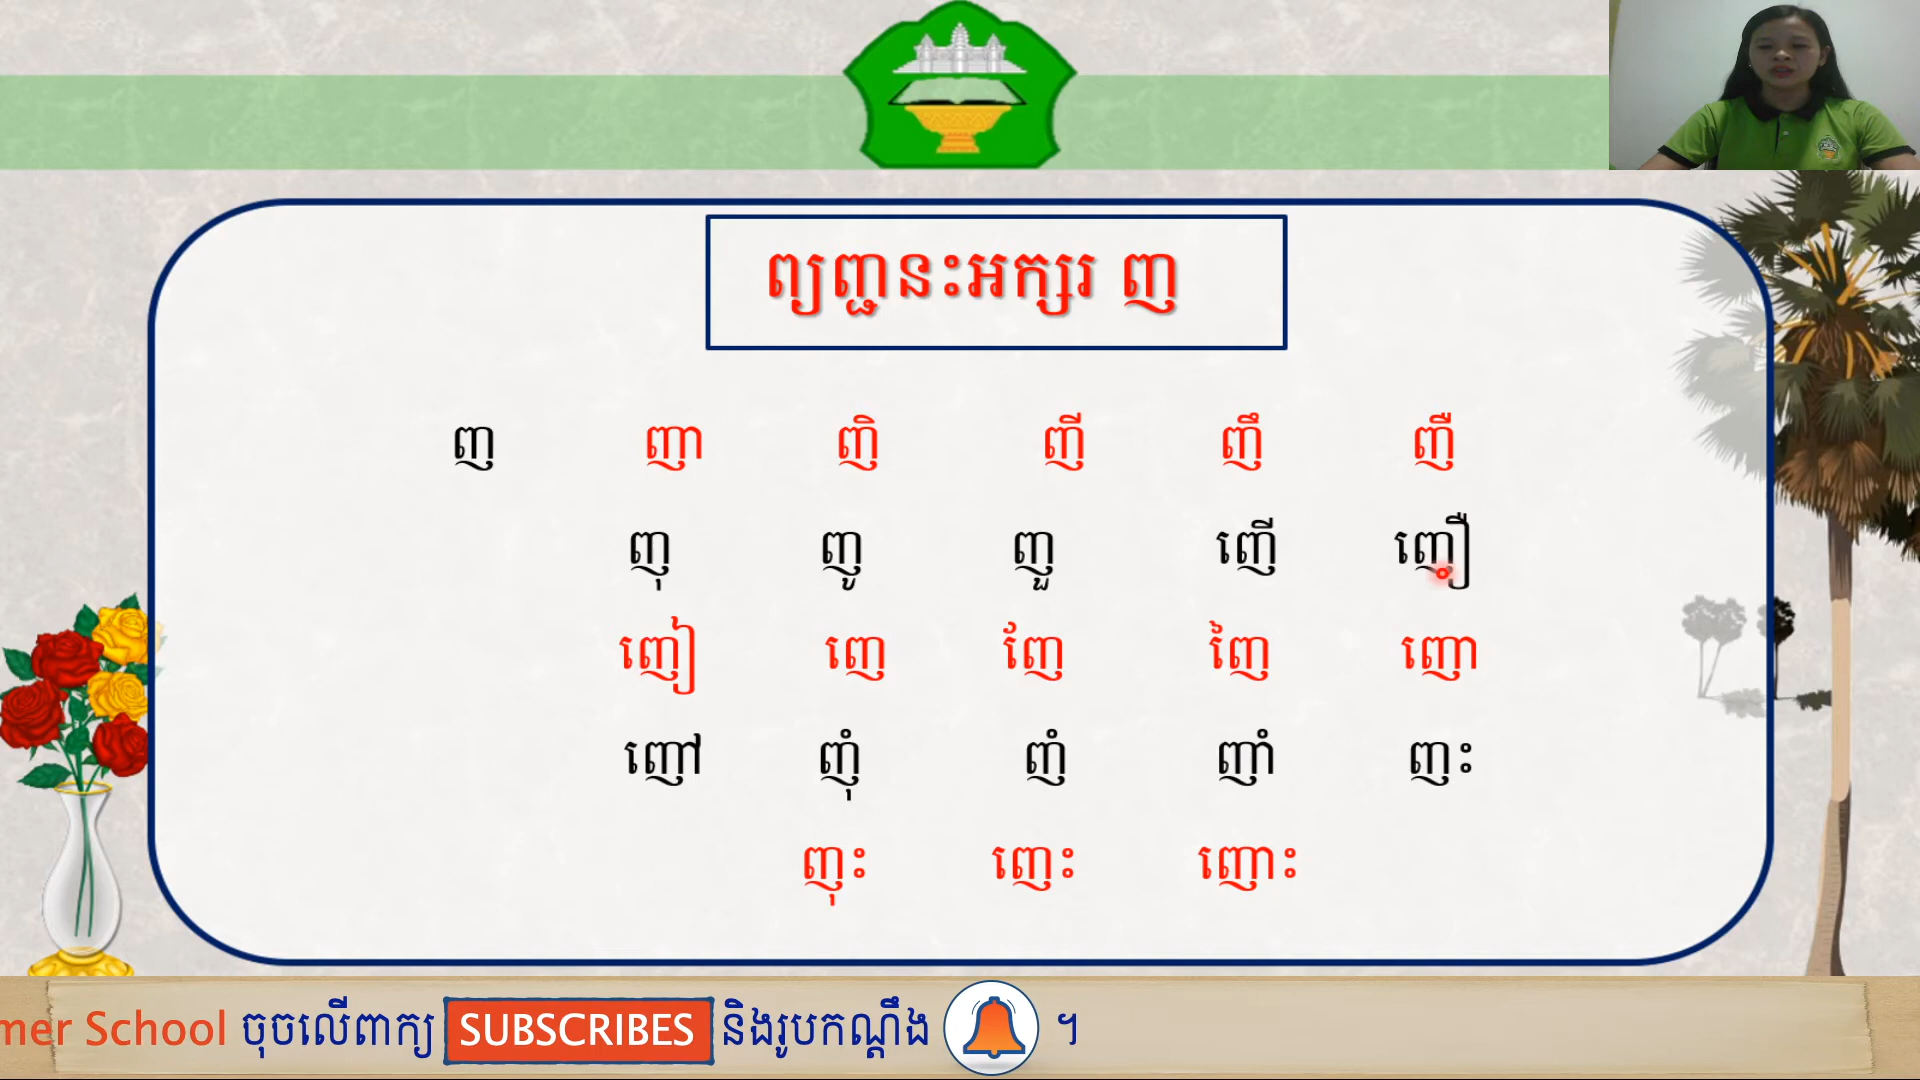 ព្យញ្ជនះអក្សរ ញ
ញ ញា ញិ ញី ញឹ ញឺ
ញុ ញូ ញួ ញើ ញឿ
ញៀ ញេ ញែ ញៃ ញោ
ញៅ ញុំ ញំ ញាំ ញះ
ញុះ ញេះ ញោះ
mer School ចុចលើពាក្យ SUBSCRIBES និងរូបកណ្ដឹង ។